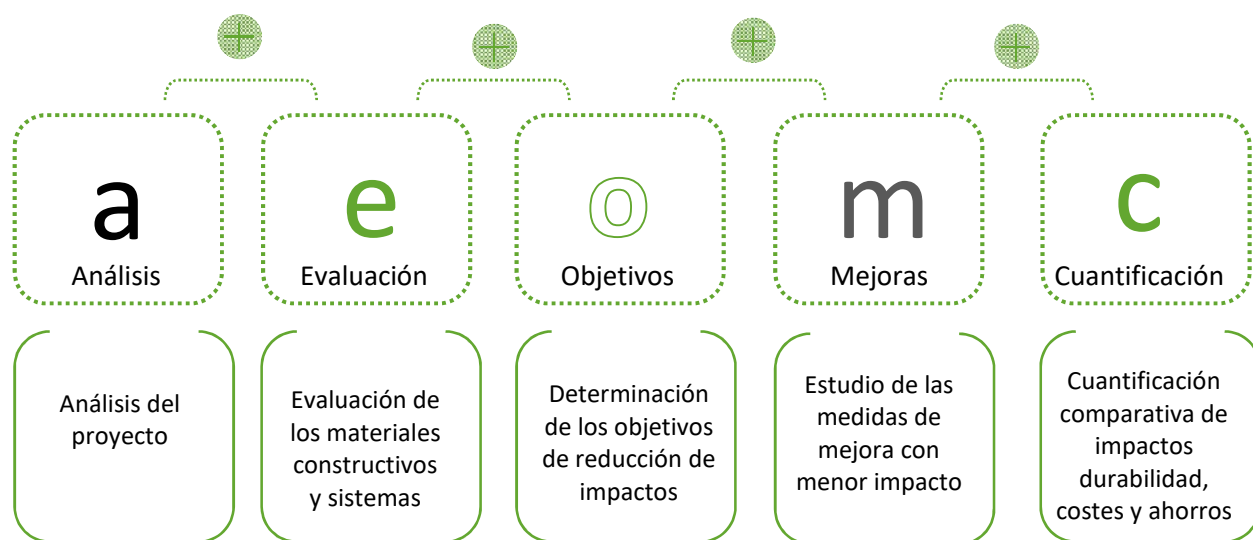 a
Análisis
e
Evaluación
o
Objetivos
m
Mejoras
c
Cuantificación
Análisis del
proyecto
Evaluación de
los materiales
constructivos
y sistemas
Determinación
de los objetivos
de reducción de
impactos
Estudio de las
medidas de
mejora con
menor impacto
Cuantificación
comparativa de
impactos
durabilidad,
costes y ahorros